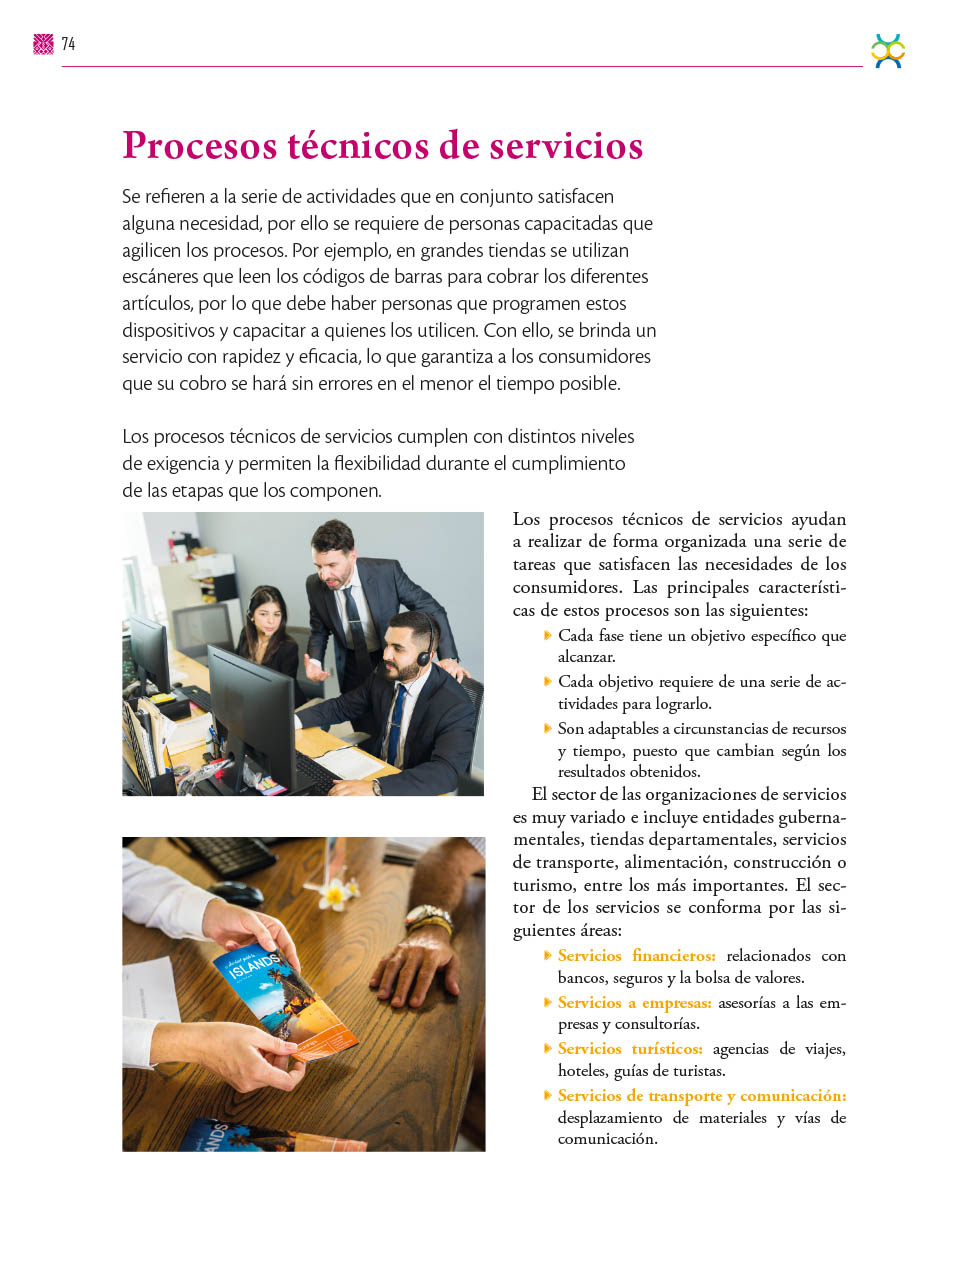 74
Procesos técnicos de servicios
Se refieren a la serie de actividades que en conjunto satisfacen
alguna necesidad, por ello se requiere de personas capacitadas que
agilicen los procesos. Por ejemplo, en grandes tiendas se utilizan
escáneres que leen los códigos de barras para cobrar los diferentes
artículos, por lo que debe haber personas que programen estos
dispositivos y capacitar a quienes los utilicen. Con ello, se brinda un
servicio con rapidez y eficacia, lo que garantiza a los consumidores
que su cobro se hará sin errores en el menor el tiempo posible.
Los procesos técnicos de servicios cumplen con distintos niveles
de exigencia y permiten la flexibilidad durante el cumplimiento
de las etapas que los componen.
Los procesos técnicos de servicios ayudan
a realizar de forma organizada una serie de
tareas que satisfacen las necesidades de los
consumidores. Las principales característi-
cas de estos procesos son las siguientes:
Cada fase tiene un objetivo específico que
alcanzar.
Cada objetivo requiere de una serie de ac-
tividades para lograrlo.
Son adaptables a circunstancias de recursos
y tiempo, puesto que cambian según los
resultados obtenidos.
El sector de las organizaciones de servicios
es muy variado e incluye entidades guberna-
mentales, tiendas departamentales, servicios
de transporte, alimentación, construcción o
turismo, entre los más importantes. El sec-
tor de los servicios se conforma por las si-
guientes áreas:
Servicios financieros: relacionados con
bancos, seguros y la bolsa de valores.
Servicios a empresas: asesorías a las em-
presas y consultorías.
Servicios turísticos: agencias de viajes,
hoteles, guías de turistas.
Servicios de transporte y comunicación:
desplazamiento de materiales y vías de
comunicación.
ISLANDS
ANDS